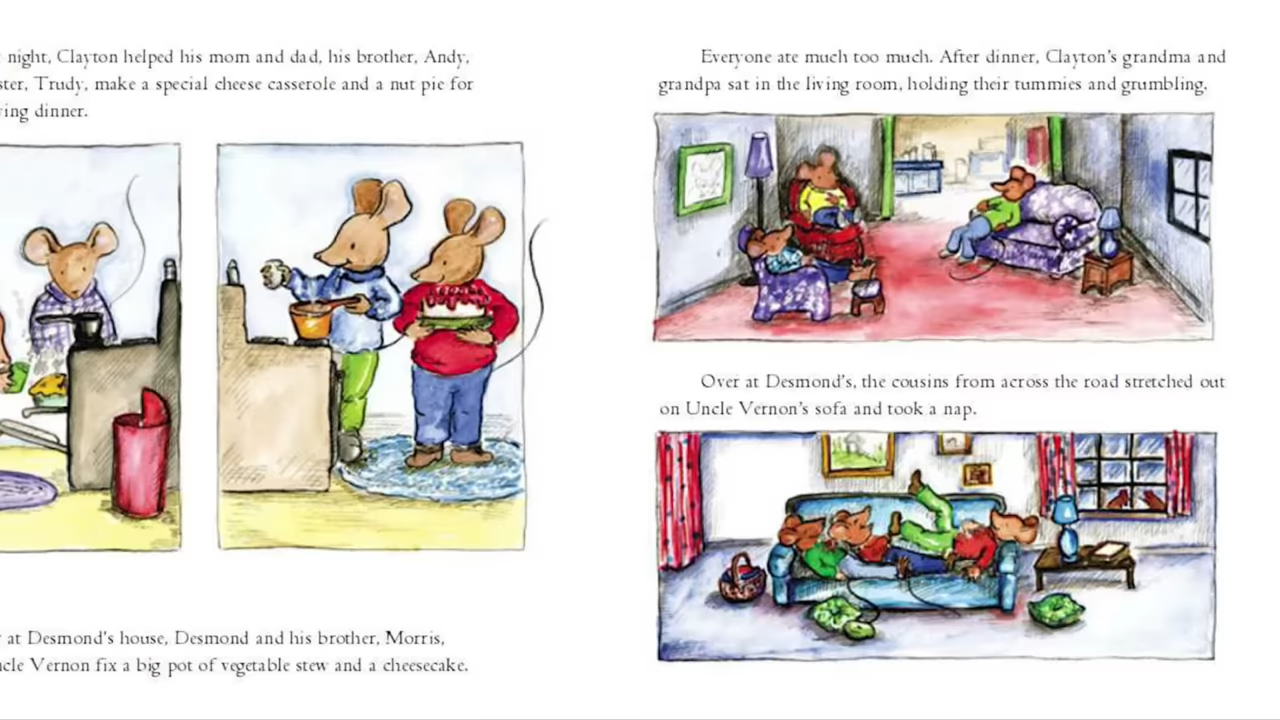 night, Clayton helped his mom and dad, his brother, Andy,
ster, Trudy, make a special cheese casserole and a nut pie for
ving dinner.
at Desmond's house, Desmond and his brother, Morris,
ncle Vernon fix a big pot of vegetable stew and a cheesecake.
Everyone ate much too much. After dinner, Clayton's grandma and
grandpa sat in the living room, holding their tummies and grumbling.
Over at Desmond's, the cousins from across the road stretched out
on Uncle Vernon's sofa and took a nap.